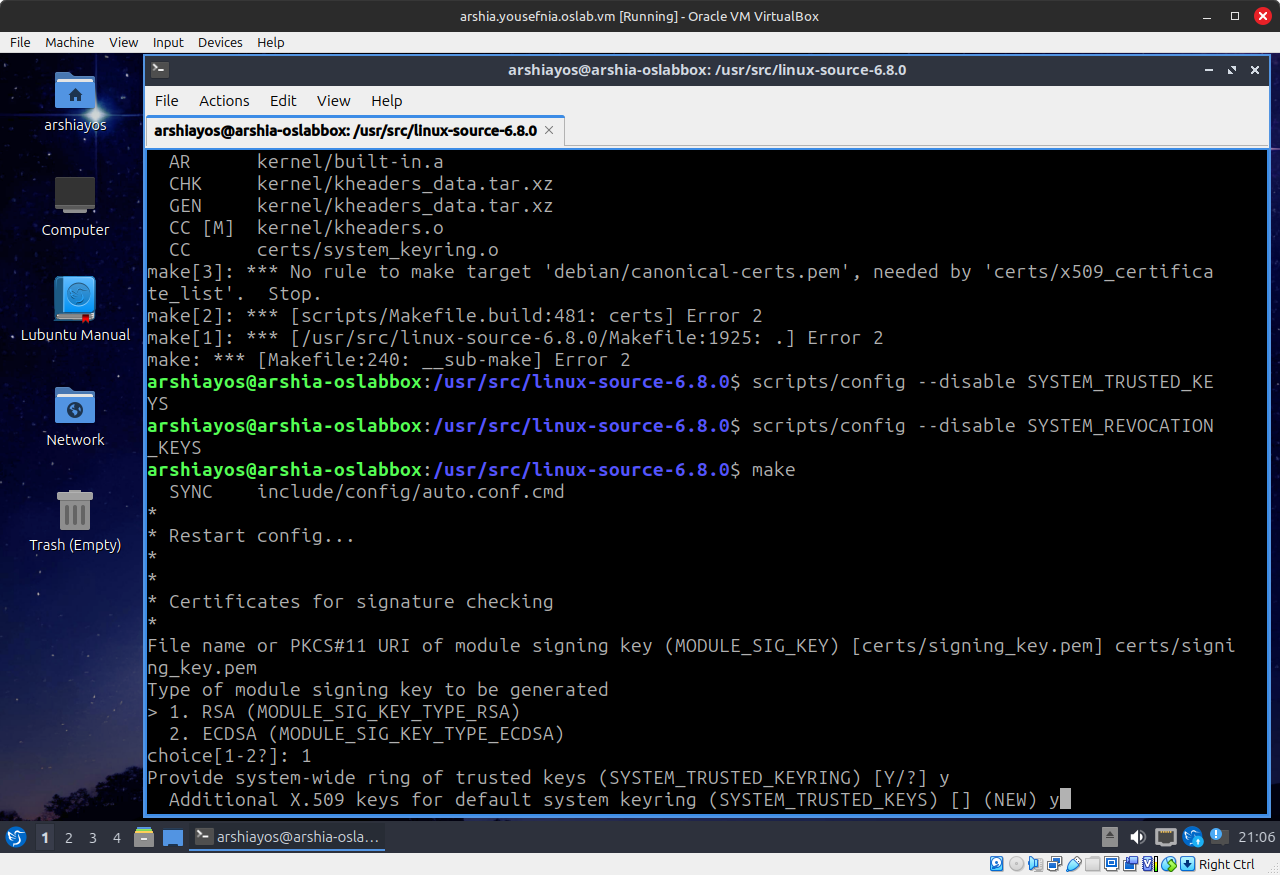 arshia.yousefnia.oslab.vm [Running] - Oracle VM VirtualBox
File Machine View Input Devices Help
arshiayos@arshia-oslabbox: /usr/src/linux-source-6.8.0
File Actions Edit View Help
arshiayos@arshia-oslabbox: /usr/src/linux-source-6.8.0
arshiayos
Computer
Lubuntu Manual
Network
Trash (Empty)
AR kernel/built-in.a
CHK kernel/kheaders_data.tar.xz
GEN kernel/kheaders_data.tar.xz
CC [M] kernel/kheaders.o
CC certs/system_keyring.o
make[3]: *** No rule to make target 'debian/canonical-certs.pem', needed by 'certs/x509_certifica
te_list'.  Stop.
make[2]: *** [scripts/Makefile.build:481: certs] Error 2
make[1]: *** [/usr/src/linux-source-6.8.0/Makefile:1925: .] Error 2
make: *** [Makefile:240: __sub-make] Error 2
arshiayos@arshia-oslabbox:/usr/src/linux-source-6.8.0$ scripts/config --disable SYSTEM_TRUSTED_KE
YS
arshiayos@arshia-oslabbox:/usr/src/linux-source-6.8.0$ scripts/config --disable SYSTEM_REVOCATION
_KEYS
arshiayos@arshia-oslabbox:/usr/src/linux-source-6.8.0$ make
SYNC include/config/auto.conf.cmd
*
* Restart config...
*
*
* Certificates for signature checking
*
File name or PKCS#11 URI of module signing key (MODULE_SIG_KEY) [certs/signing_key.pem] certs/signi
ng_key.pem
Type of module signing key to be generated
> 1. RSA (MODULE_SIG_KEY_TYPE_RSA)
2. ECDSA (MODULE_SIG_KEY_TYPE_ECDSA)
choice[1-2?]: 1
Provide system-wide ring of trusted keys (SYSTEM_TRUSTED_KEYRING) [Y/?] y
Additional X.509 keys for default system keyring (SYSTEM_TRUSTED_KEYS) [] (NEW) y
1 2 3 4 arshiayos@arshia-osla... 21:06
Right Ctrl